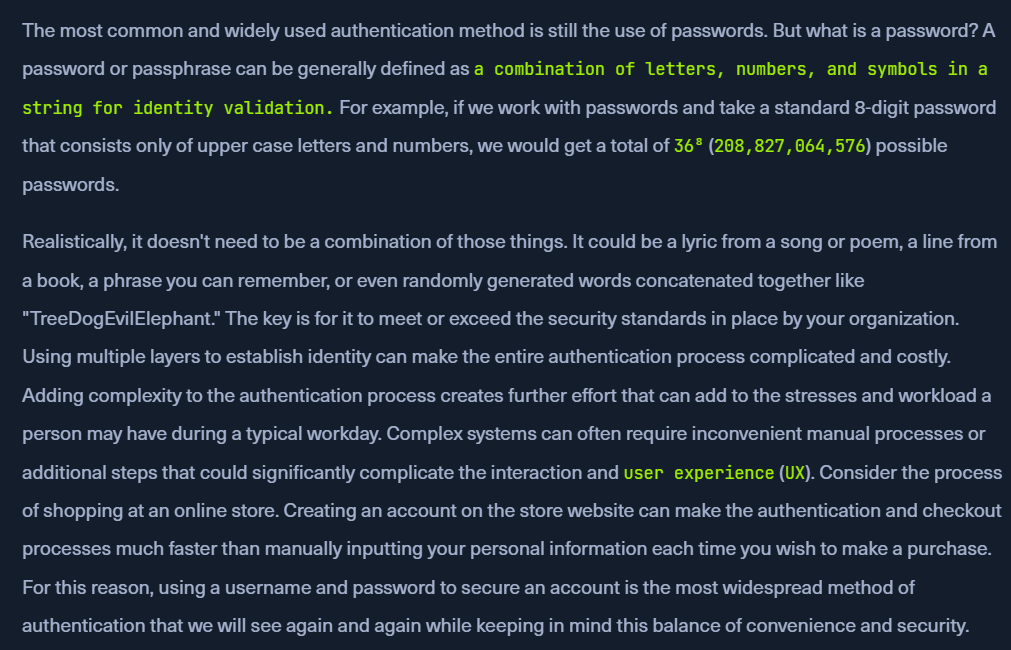 The most common and widely used authentication method is still the use of passwords. But what is a password? A
password or passphrase can be generally defined as a combination of letters, numbers, and symbols in a
string for identity validation. For example, if we work with passwords and take a standard 8-digit password
that consists only of upper case letters and numbers, we would get a total of 36⁸ (208,827,064,576) possible
passwords.
Realistically, it doesn't need to be a combination of those things. It could be a lyric from a song or poem, a line from
a book, a phrase you can remember, or even randomly generated words concatenated together like
"TreeDogEvilElephant." The key is for it to meet or exceed the security standards in place by your organization.
Using multiple layers to establish identity can make the entire authentication process complicated and costly.
Adding complexity to the authentication process creates further effort that can add to the stresses and workload a
person may have during a typical workday. Complex systems can often require inconvenient manual processes or
additional steps that could significantly complicate the interaction and user experience (UX). Consider the process
of shopping at an online store. Creating an account on the store website can make the authentication and checkout
processes much faster than manually inputting your personal information each time you wish to make a purchase.
For this reason, using a username and password to secure an account is the most widespread method of
authentication that we will see again and again while keeping in mind this balance of convenience and security.